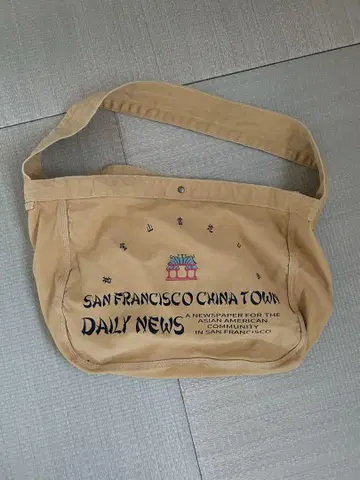 SAN FRANCISCO CHINA TOWN
DAILY NEWS
A NEWSPAPER FOR THE
ASIAN AMERICAN
COMMUNITY
IN SAN FRANCISCO